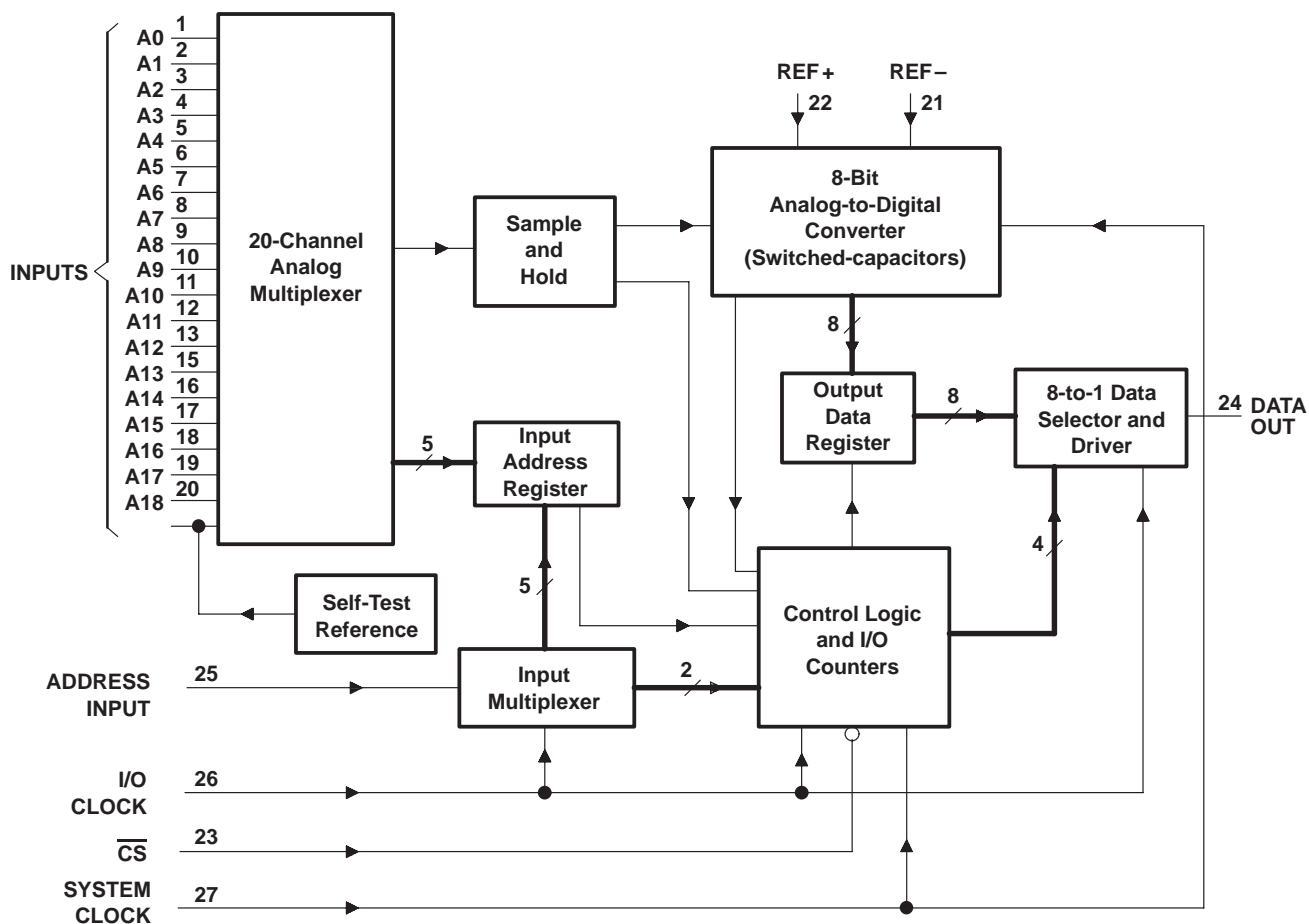 INPUTS
A0 1
A1 2
A2 3
A3 4
A4 5
A5 6
A6 7
A7 8
A8 9
A9 10
A10 11
A11 12
A12 13
A13 15
A14 16
A15 17
A16 18
A17 19
A18 20
20-Channel
Analog
Multiplexer
Sample
and
Hold
REF+
22
REF–
21
8-Bit
Analog-to-Digital
Converter
(Switched-capacitors)
8
Output
Data
Register
8
8-to-1 Data
Selector and
Driver
24 DATA
OUT
5
Input
Address
Register
5
4
Self-Test
Reference
Control Logic
and I/O
Counters
ADDRESS
INPUT
25
Input
Multiplexer
2
I/O
CLOCK
26
C̅S̅
23
SYSTEM
CLOCK
27